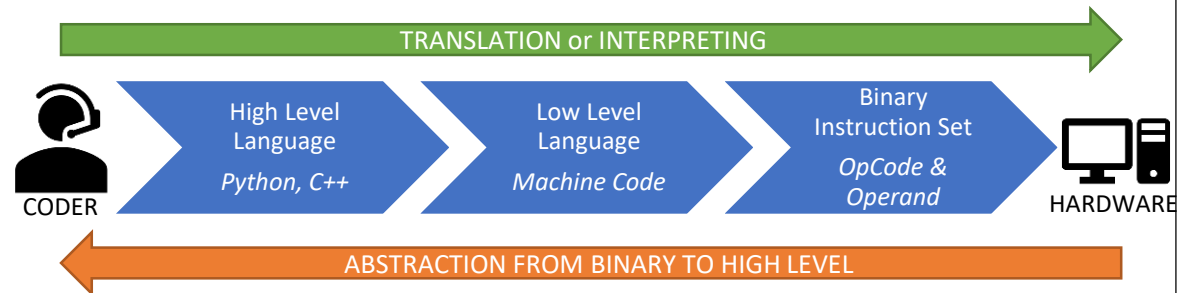 TRANSLATION or INTERPRETING
High Level
Language
Python, C++
Low Level
Language
Machine Code
Binary
Instruction Set
OpCode &
Operand
CODER
HARDWARE
ABSTRACTION FROM BINARY TO HIGH LEVEL